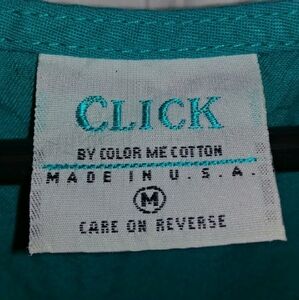 CLICK
BY COLOR ME COTTON
MADE IN U.S.A.
M
CARE ON REVERSE